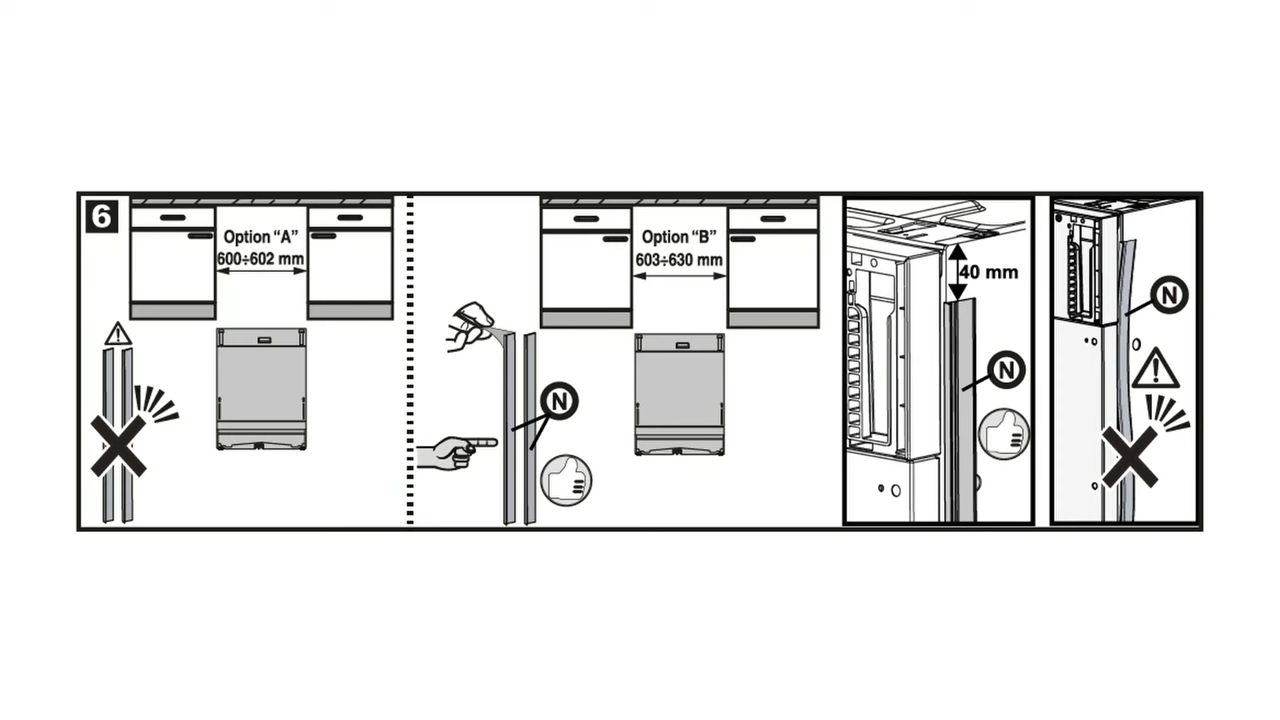 6
Option “A”
600÷602 mm
N
Option “B”
603÷630 mm
40 mm
N
N